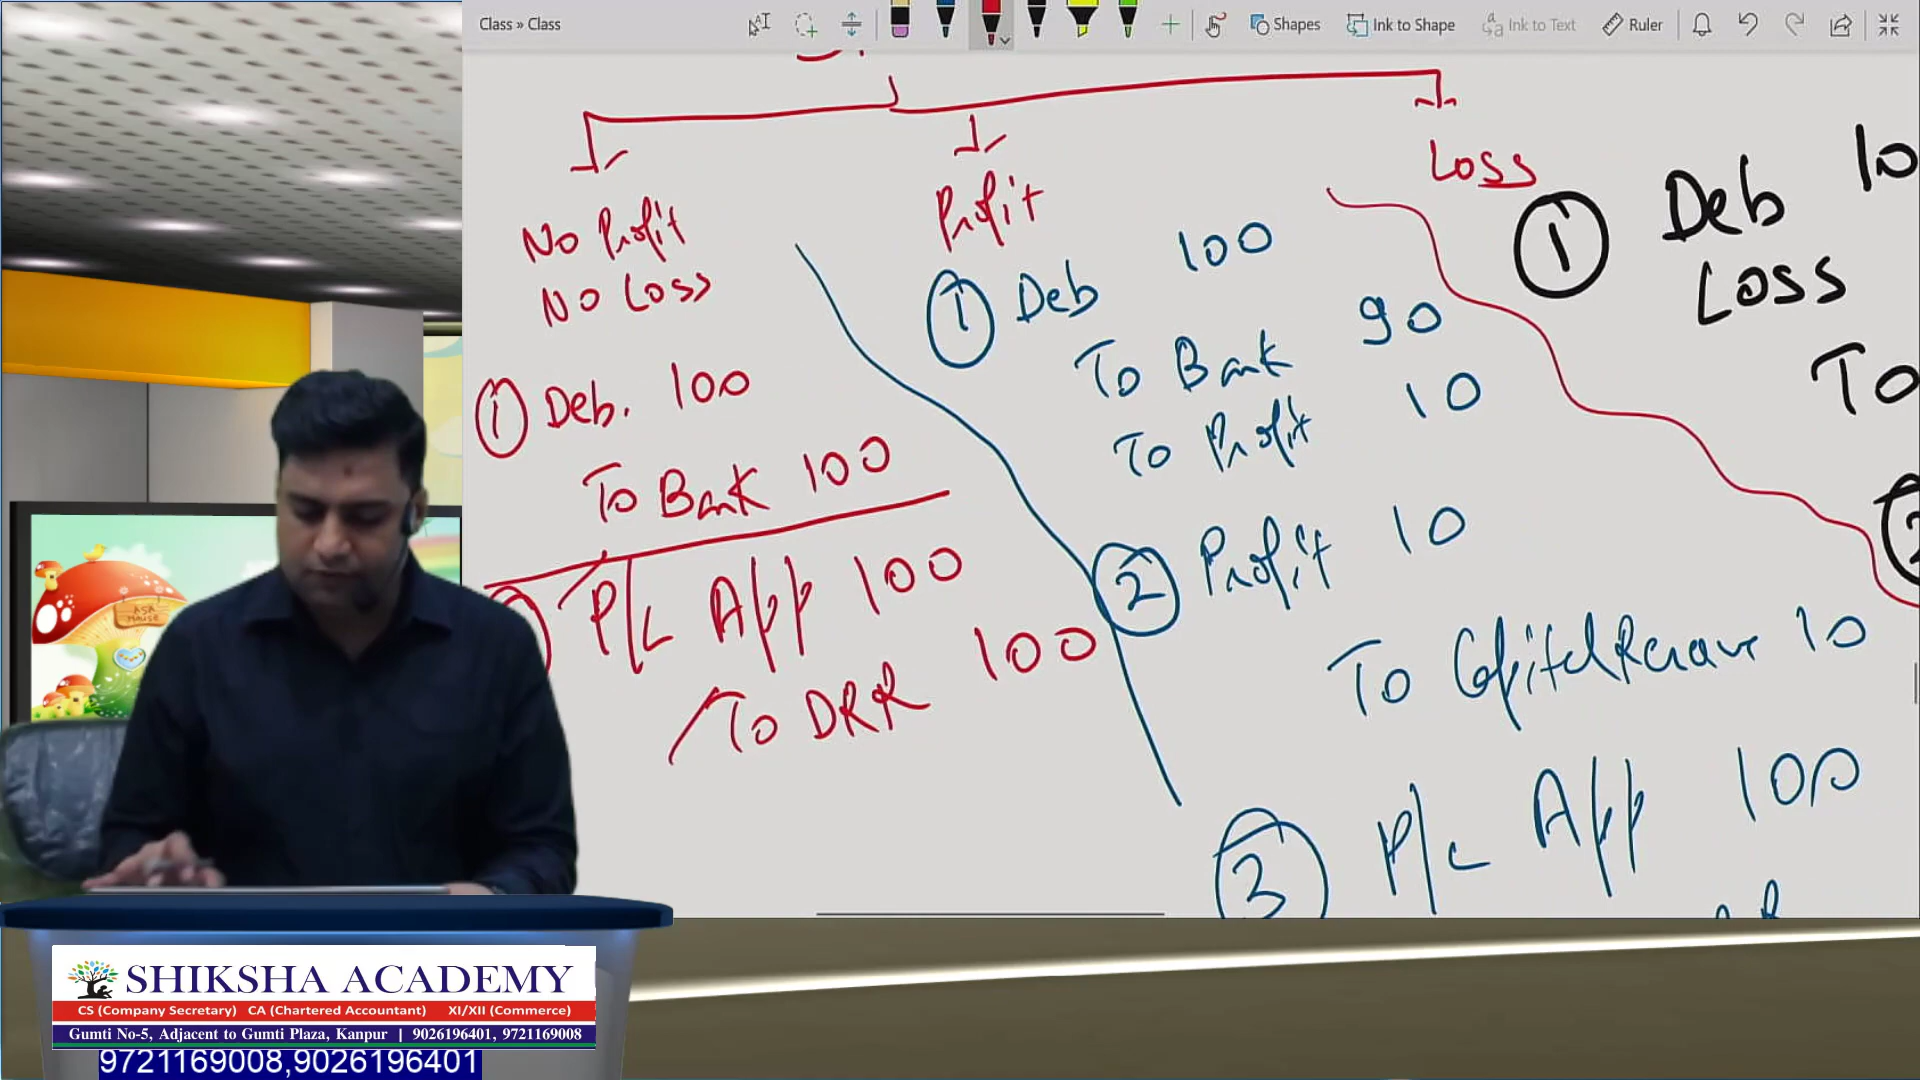 Class » Class
Shapes
Ink to Shape
Ink to Text
Ruler
No Profit
No Loss
① Deb. 100
To Bank 100
P/L App 100
To DRR 100
Profit
① Deb 100
To Bank 90
To Profit 10
② Profit 10
To Capital Reserve 10
③ P/L App 100
Loss
① Deb 10
Loss
To
ASA
HOUSE
SHIKSHA ACADEMY
CS (Company Secretary) CA (Chartered Accountant) XI/XII (Commerce)
Gumti No-5, Adjacent to Gumti Plaza, Kanpur | 9026196401, 9721169008
9721169008,9026196401